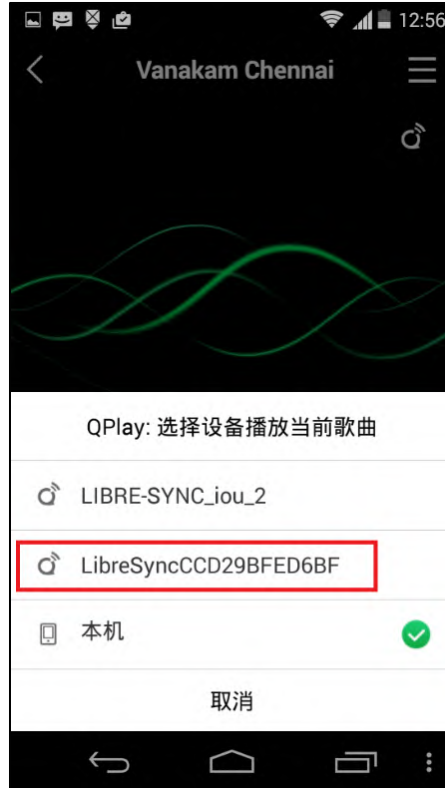 12:56
Vanakam Chennai
QPlay: 选择设备播放当前歌曲
LIBRE-SYNC_iou_2
LibreSyncCCD29BFED6BF
本机
取消